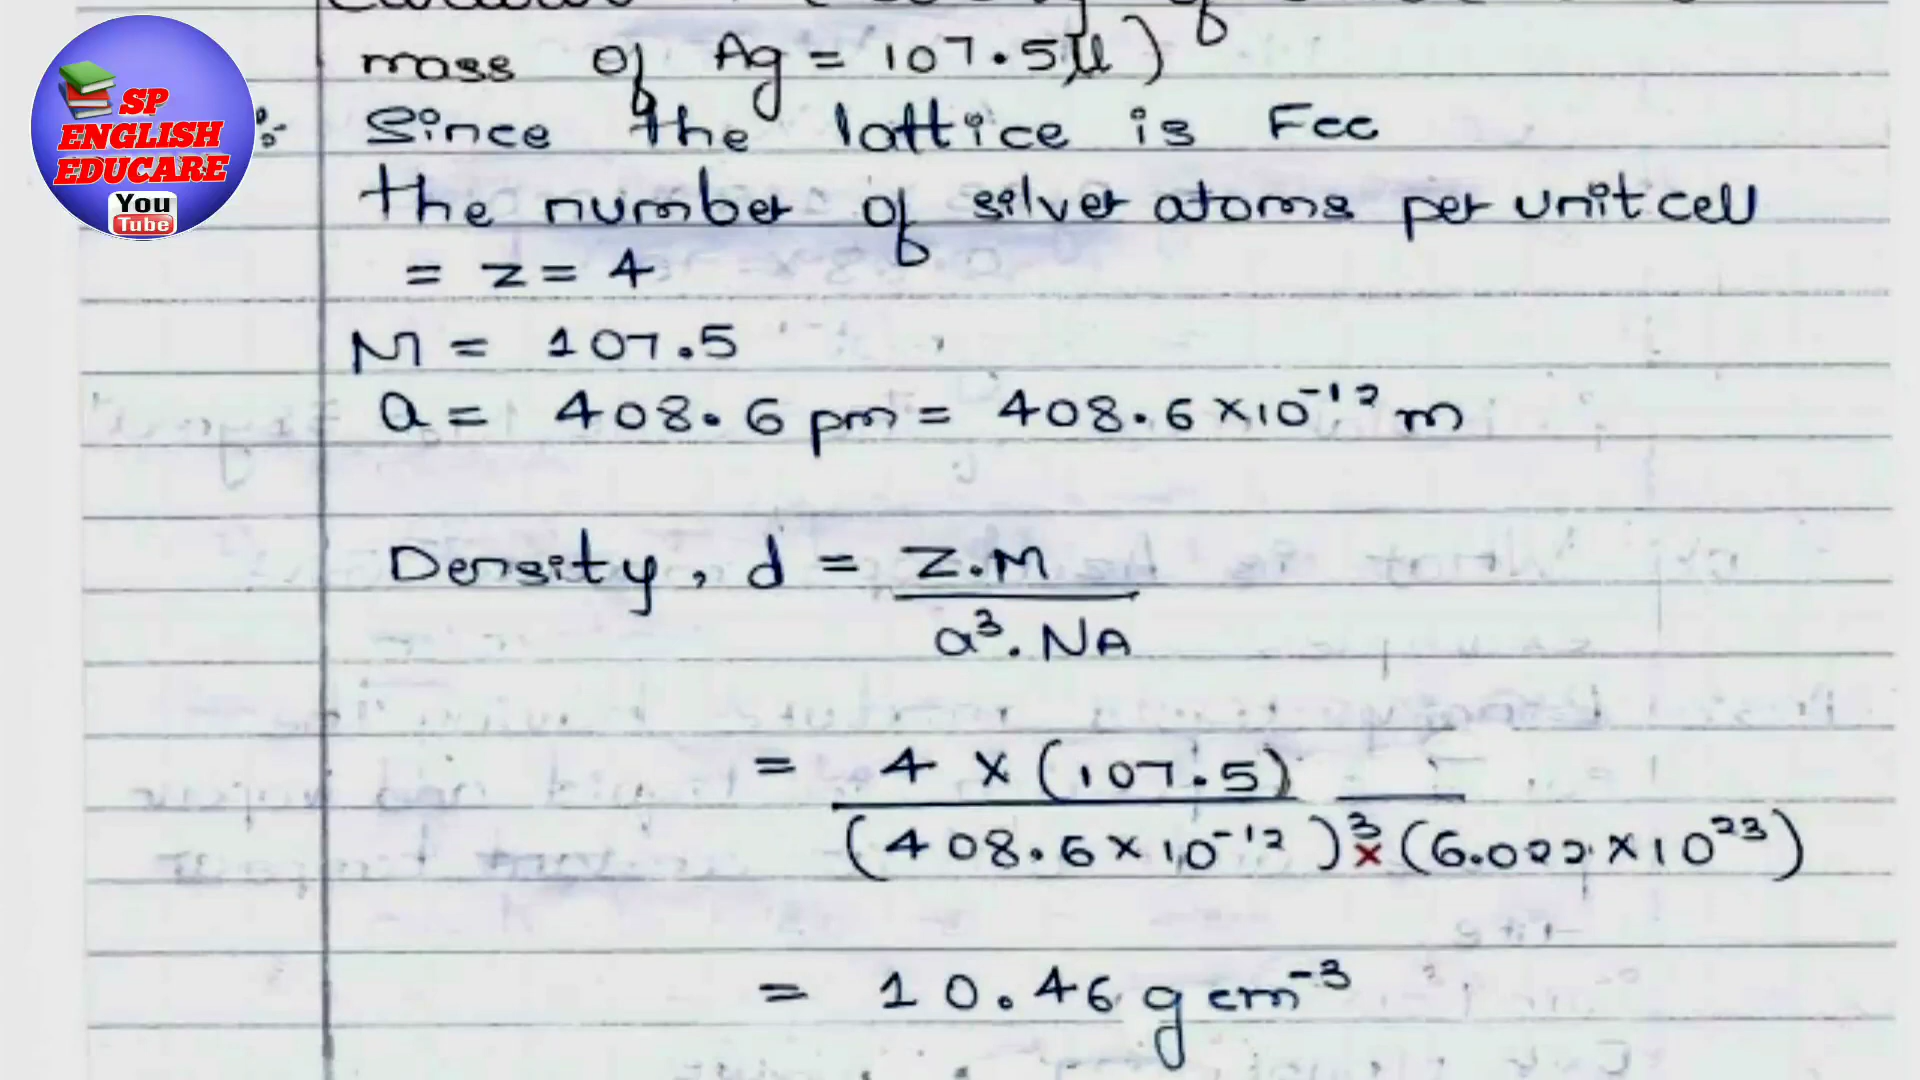 mass of Ag = 107.5u)
SP
ENGLISH
EDUCARE
You
Tube
:- Since the lattice is Fcc
the number of silver atoms per unit cell
= z = 4
M = 107.5
a = 408.6 pm = 408.6 × 10⁻¹² m
Density, d = Z.M
a³. NA
= 4 × (107.5)
(408.6 × 10⁻¹²)³ × (6.022 × 10²³)
= 10.46 g cm⁻³